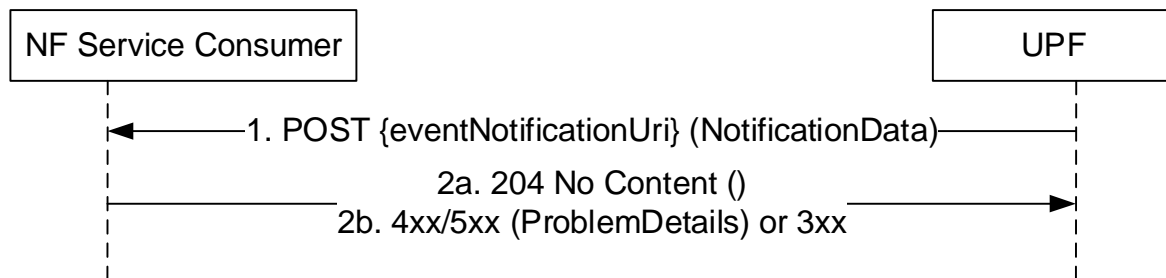 NF Service Consumer
UPF
1. POST {eventNotificationUri} (NotificationData)
2a. 204 No Content ()
2b. 4xx/5xx (ProblemDetails) or 3xx